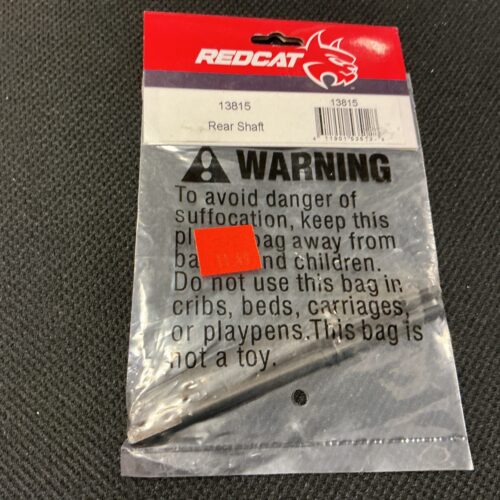 REDCAT
13815
13815
Rear Shaft
WARNING
To avoid danger of
suffocation, keep this
bag away from
and children.
Do not use this bag in
cribs, beds, carriages,
or playpens.This bag is
not a toy.